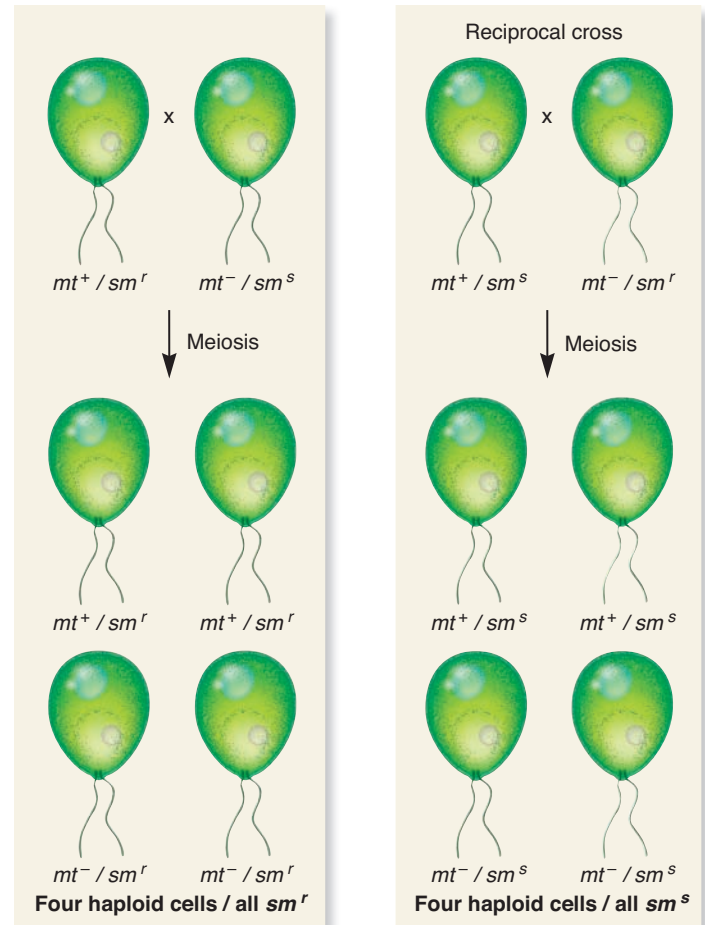 mt⁺ / smʳ
x
mt⁻ / smˢ
Meiosis
mt⁺ / smʳ
mt⁺ / smʳ
mt⁻ / smʳ
mt⁻ / smʳ
Four haploid cells / all smʳ
Reciprocal cross
mt⁺ / smˢ
x
mt⁻ / smʳ
Meiosis
mt⁺ / smˢ
mt⁺ / smˢ
mt⁻ / smˢ
mt⁻ / smˢ
Four haploid cells / all smˢ